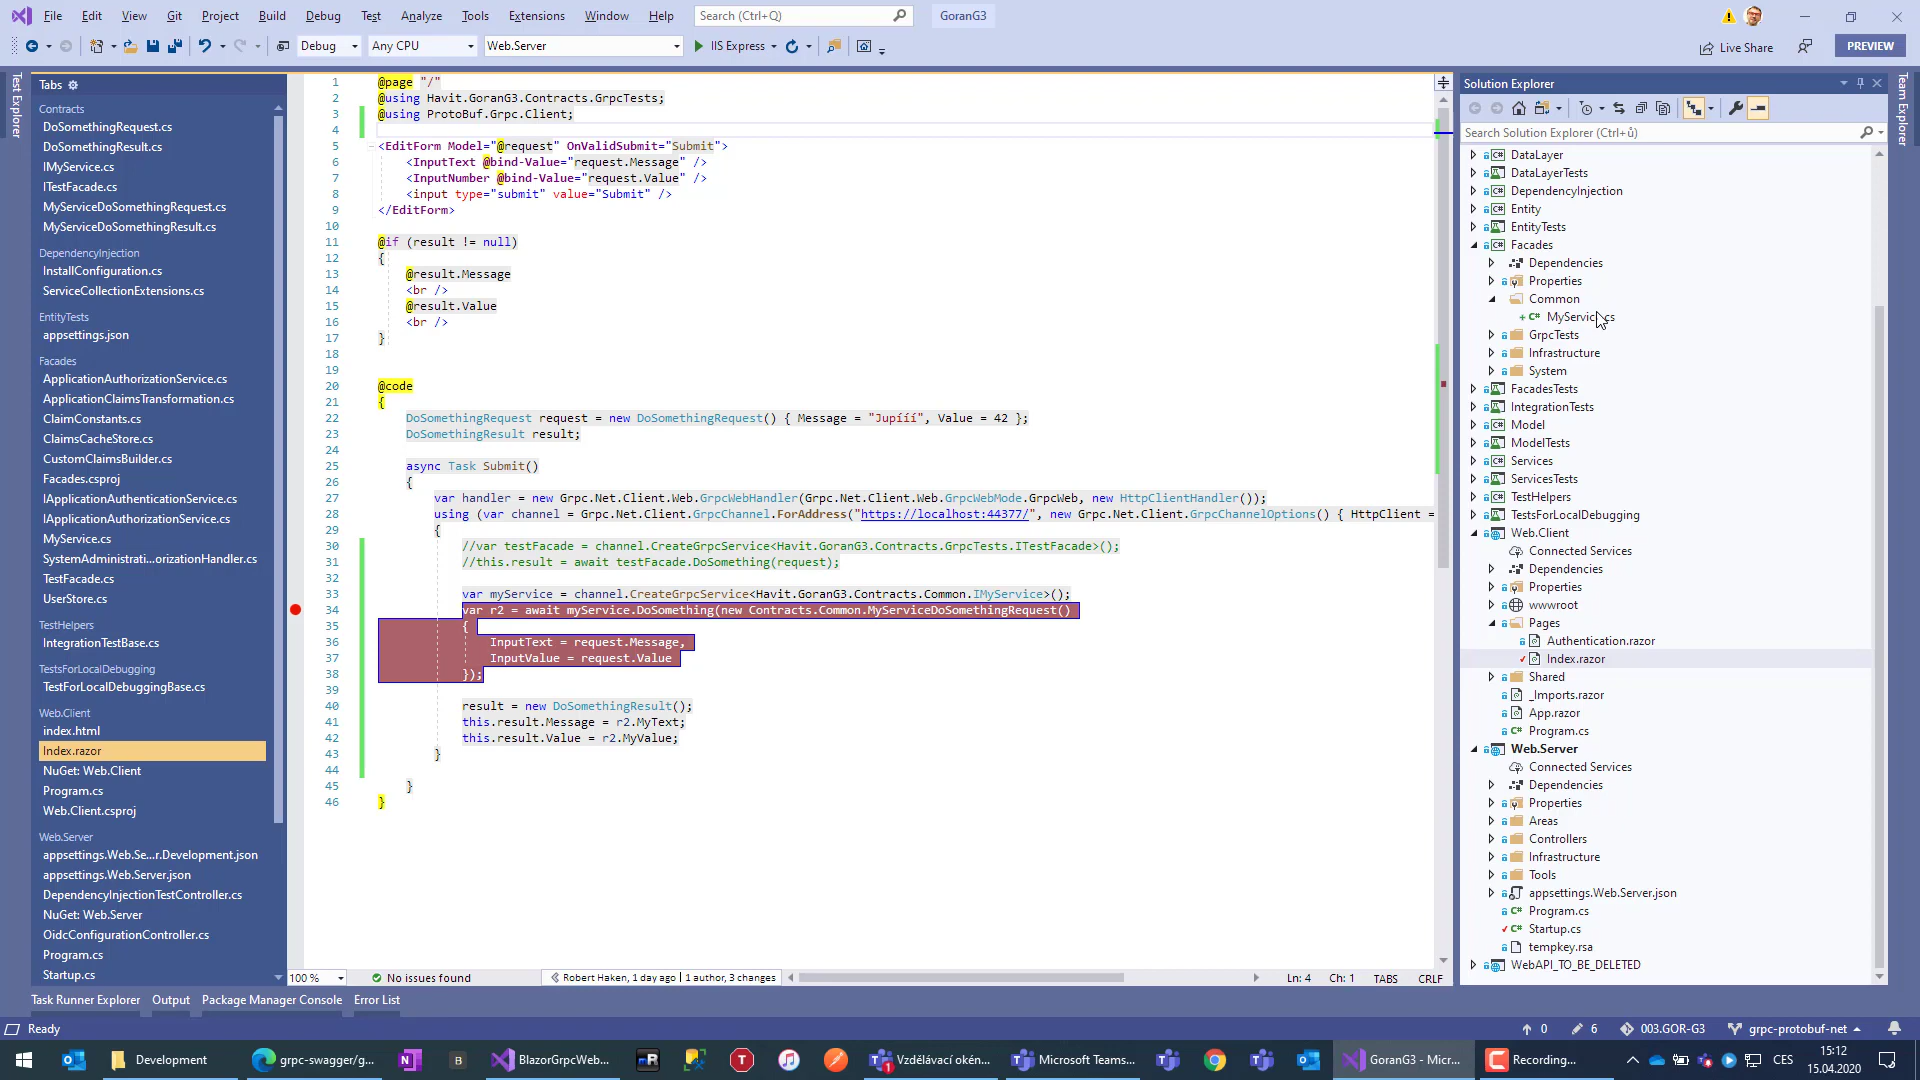 File Edit View Git Project Build Debug Test Analyze Tools Extensions Window Help Search (Ctrl+Q) GoranG3
Debug Any CPU Web.Server IIS Express Live Share PREVIEW
Test Explorer
Tabs
Contracts
DoSomethingRequest.cs
DoSomethingResult.cs
IMyService.cs
ITestFacade.cs
MyServiceDoSomethingRequest.cs
MyServiceDoSomethingResult.cs
DependencyInjection
InstallConfiguration.cs
ServiceCollectionExtensions.cs
EntityTests
appsettings.json
Facades
ApplicationAuthorizationService.cs
ApplicationClaimsTransformation.cs
ClaimConstants.cs
ClaimsCacheStore.cs
CustomClaimsBuilder.cs
Facades.csproj
IApplicationAuthenticationService.cs
IApplicationAuthorizationService.cs
MyService.cs
SystemAdministrati...orizationHandler.cs
TestFacade.cs
UserStore.cs
TestHelpers
IntegrationTestBase.cs
TestsForLocalDebugging
TestForLocalDebuggingBase.cs
Web.Client
index.html
Index.razor
NuGet: Web.Client
Program.cs
Web.Client.csproj
Web.Server
appsettings.Web.Se...r.Development.json
appsettings.Web.Server.json
DependencyInjectionTestController.cs
NuGet: Web.Server
OidcConfigurationController.cs
Program.cs
Startup.cs
1 @page "/"
2 @using Havit.GoranG3.Contracts.GrpcTests;
3 @using ProtoBuf.Grpc.Client;
4
5 <EditForm Model="@request" OnValidSubmit="Submit">
6 <InputText @bind-Value="request.Message" />
7 <InputNumber @bind-Value="request.Value" />
8 <input type="submit" value="Submit" />
9 </EditForm>
10
11 @if (result != null)
12 {
13 @result.Message
14 <br />
15 @result.Value
16 <br />
17 }
18
19
20 @code
21 {
22 DoSomethingRequest request = new DoSomethingRequest() { Message = "Jupííí", Value = 42 };
23 DoSomethingResult result;
24
25 async Task Submit()
26 {
27 var handler = new Grpc.Net.Client.Web.GrpcWebHandler(Grpc.Net.Client.Web.GrpcWebMode.GrpcWeb, new HttpClientHandler());
28 using (var channel = Grpc.Net.Client.GrpcChannel.ForAddress("https://localhost:44377/", new Grpc.Net.Client.GrpcChannelOptions() { HttpClient =
29 {
30 //var testFacade = channel.CreateGrpcService<Havit.GoranG3.Contracts.GrpcTests.ITestFacade>();
31 //this.result = await testFacade.DoSomething(request);
32
33 var myService = channel.CreateGrpcService<Havit.GoranG3.Contracts.Common.IMyService>();
34 var r2 = await myService.DoSomething(new Contracts.Common.MyServiceDoSomethingRequest()
35 {
36 InputText = request.Message,
37 InputValue = request.Value
38 });
39
40 result = new DoSomethingResult();
41 this.result.Message = r2.MyText;
42 this.result.Value = r2.MyValue;
43 }
44
45 }
46 }
100 % No issues found Robert Haken, 1 day ago | 1 author, 3 changes Ln: 4 Ch: 1 TABS CRLF
Solution Explorer
Search Solution Explorer (Ctrl+ů)
DataLayer
DataLayerTests
DependencyInjection
Entity
EntityTests
Facades
Dependencies
Properties
Common
GrpcTests
Infrastructure
System
FacadesTests
IntegrationTests
Model
ModelTests
Services
ServicesTests
TestHelpers
TestsForLocalDebugging
Web.Client
Connected Services
Dependencies
Properties
wwwroot
Pages
Authentication.razor
Index.razor
Shared
_Imports.razor
App.razor
Program.cs
Web.Server
Connected Services
Dependencies
Properties
Areas
Controllers
Infrastructure
Tools
appsettings.Web.Server.json
Program.cs
Startup.cs
tempkey.rsa
WebAPI_TO_BE_DELETED
Team Explorer
Task Runner Explorer Output Package Manager Console Error List
Ready 0 6 003.GOR-G3 grpc-protobuf-net
Development grpc-swagger/g... BlazorGrpcWeb... Vzdělávací okén... Microsoft Teams... GoranG3 - Micr... Recording... CES 15:12
15.04.2020